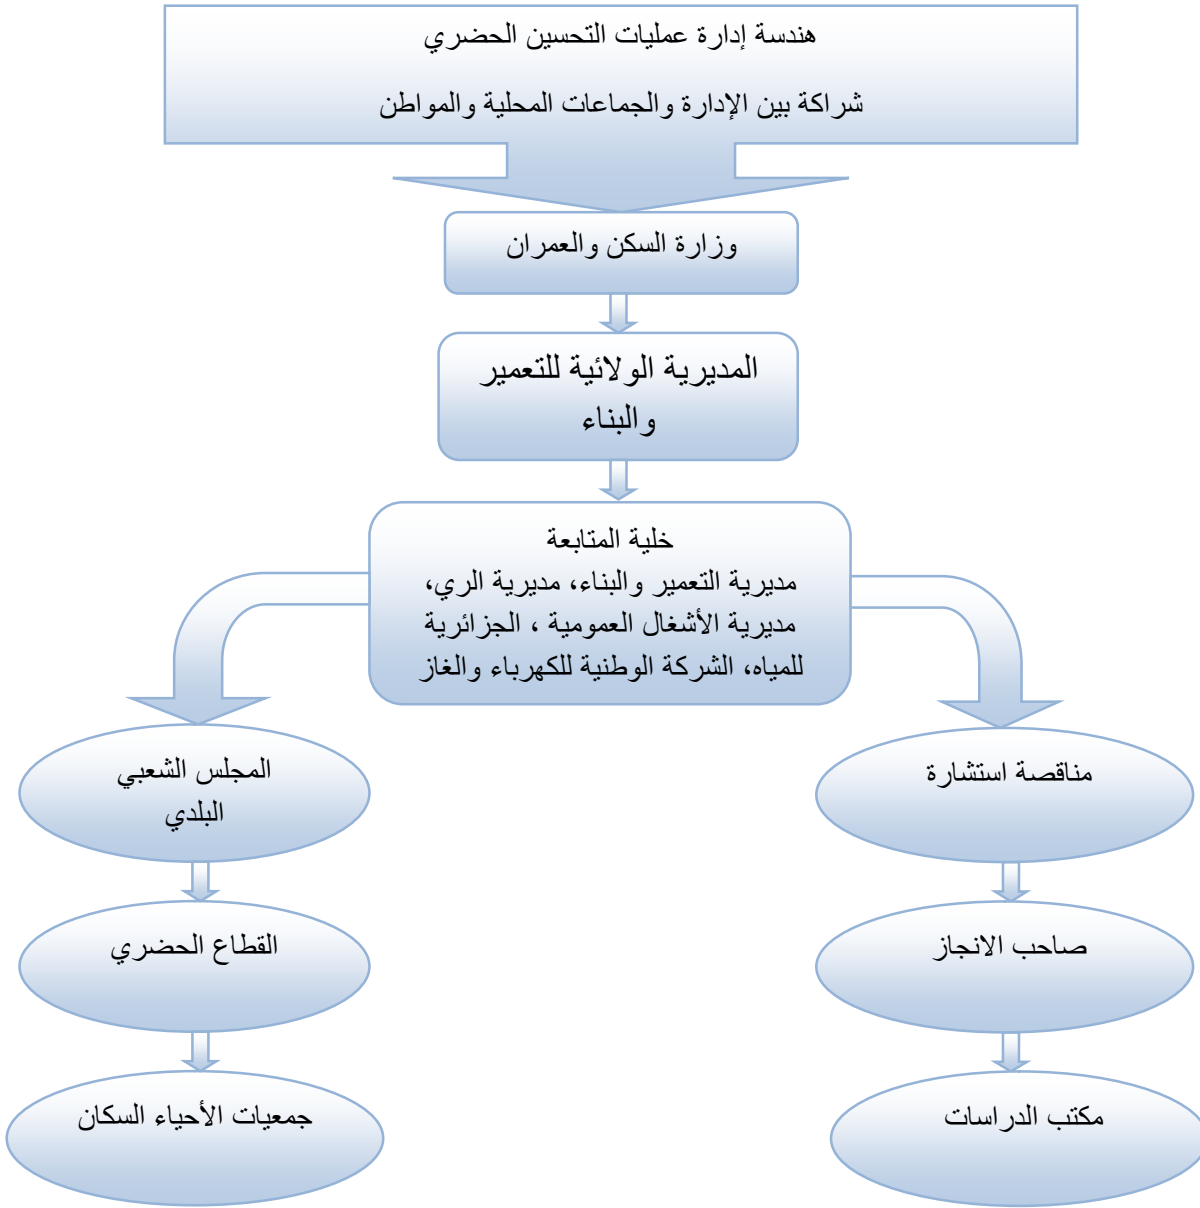 هندسة إدارة عمليات التحسين الحضري
شراكة بين الإدارة والجماعات المحلية والمواطن
وزارة السكن والعمران
المديرية الولائية للتعمير
والبناء
خلية المتابعة
مديرية التعمير والبناء، مديرية الري،
مديرية الأشغال العمومية ، الجزائرية
للمياه، الشركة الوطنية للكهرباء والغاز
مناقصة استشارة
صاحب الانجاز
مكتب الدراسات
المجلس الشعبي
البلدي
القطاع الحضري
جمعيات الأحياء السكان